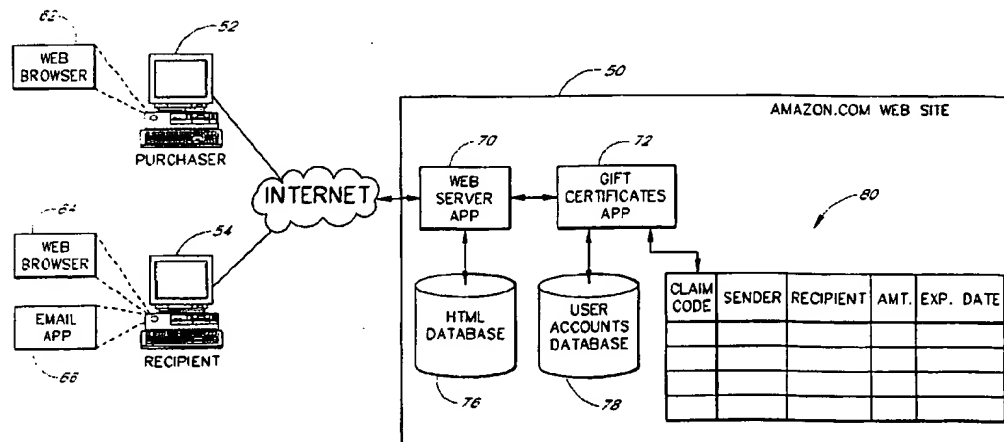 62
WEB
BROWSER
52
PURCHASER
64
WEB
BROWSER
EMAIL
APP
66
54
RECIPIENT
INTERNET
50
AMAZON.COM WEB SITE
70
WEB
SERVER
APP
72
GIFT
CERTIFICATES
APP
80
HTML
DATABASE
76
USER
ACCOUNTS
DATABASE
78
CLAIM
CODE
SENDER
RECIPIENT
AMT.
EXP. DATE